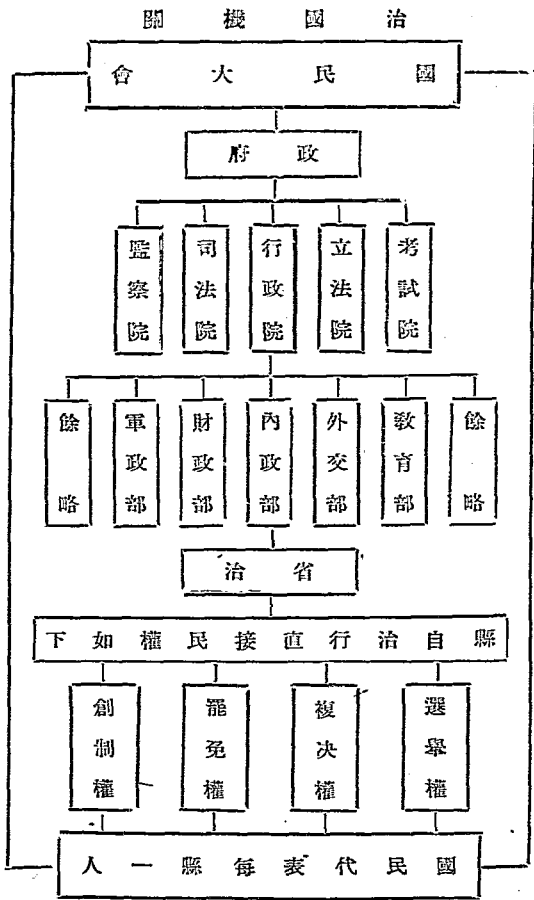 治國機關
國民大會
政府
考試院
立法院
行政院
司法院
監察院
餘略
教育部
外交部
內政部
財政部
軍政部
餘略
省治
縣自治行直接民權如下
選舉權
複决權
罷免權
創制權
國民代表每縣一人